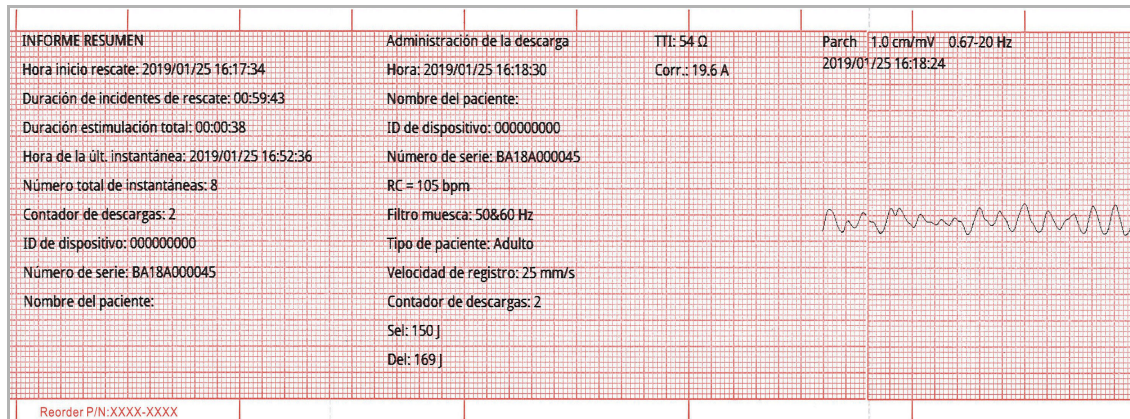 INFORME RESUMEN
Hora inicio rescate: 2019/01/25 16:17:34
Duración de incidentes de rescate: 00:59:43
Duración estimulación total: 00:00:38
Hora de la últ. instantánea: 2019/01/25 16:52:36
Número total de instantáneas: 8
Contador de descargas: 2
ID de dispositivo: 000000000
Número de serie: BA18A000045
Nombre del paciente:
Administración de la descarga
Hora: 2019/01/25 16:18:30
Nombre del paciente:
ID de dispositivo: 000000000
Número de serie: BA18A000045
RC = 105 bpm
Filtro muesca: 50&60 Hz
Tipo de paciente: Adulto
Velocidad de registro: 25 mm/s
Contador de descargas: 2
Sel: 150 J
Del: 169 J
TTI: 54 Ω
Corr.: 19.6 A
Parch 1.0 cm/mV 0.67-20 Hz
2019/01/25 16:18:24
Reorder P/N:XXXX-XXXX